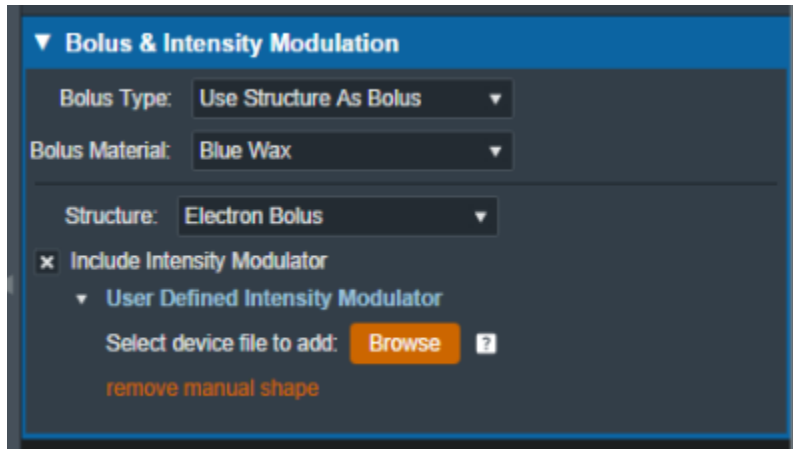 Bolus & Intensity Modulation
Bolus Type: Use Structure As Bolus
Bolus Material: Blue Wax
Structure: Electron Bolus
Include Intensity Modulator
User Defined Intensity Modulator
Select device file to add: Browse ?
remove manual shape